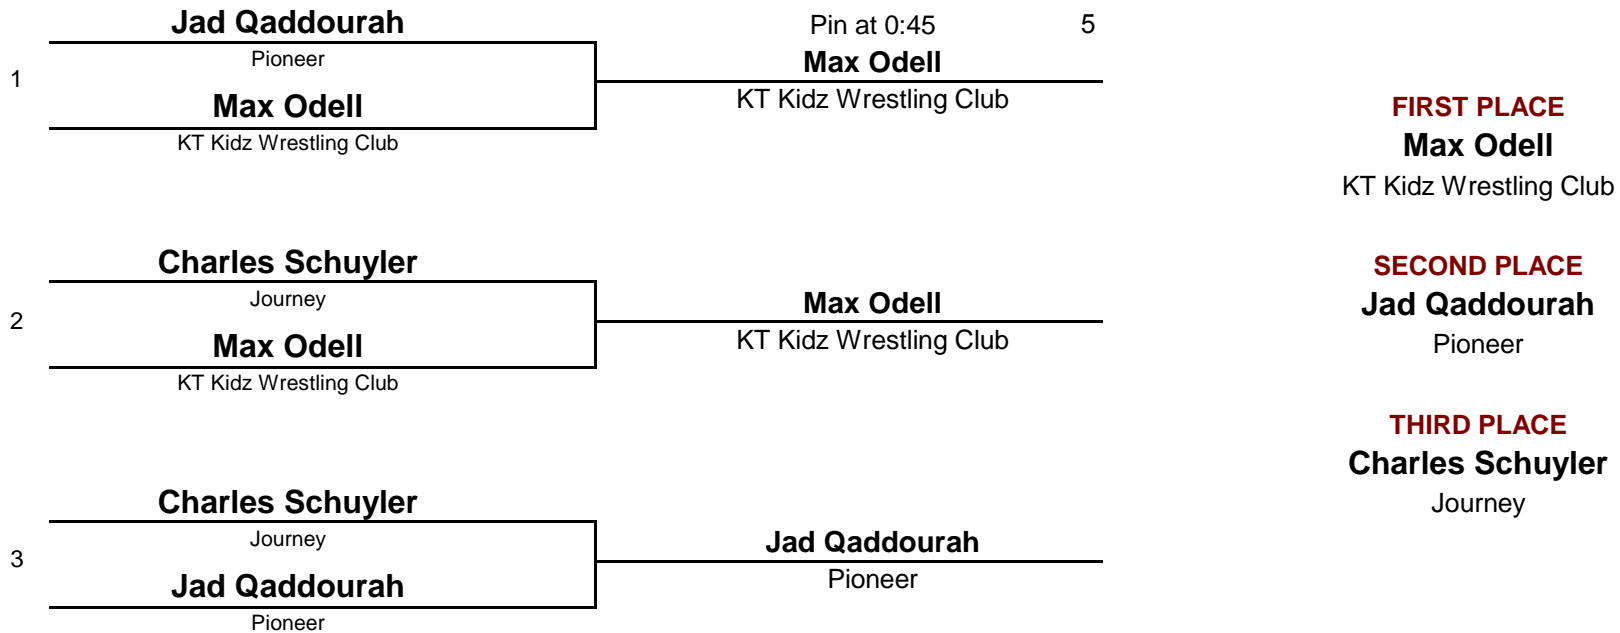 Jad Qaddourah
Pioneer
1
Max Odell
KT Kidz Wrestling Club
Pin at 0:45 5
Max Odell
KT Kidz Wrestling Club
Charles Schuyler
Journey
2
Max Odell
KT Kidz Wrestling Club
Max Odell
KT Kidz Wrestling Club
Charles Schuyler
Journey
3
Jad Qaddourah
Pioneer
Jad Qaddourah
Pioneer
FIRST PLACE
Max Odell
KT Kidz Wrestling Club
SECOND PLACE
Jad Qaddourah
Pioneer
THIRD PLACE
Charles Schuyler
Journey